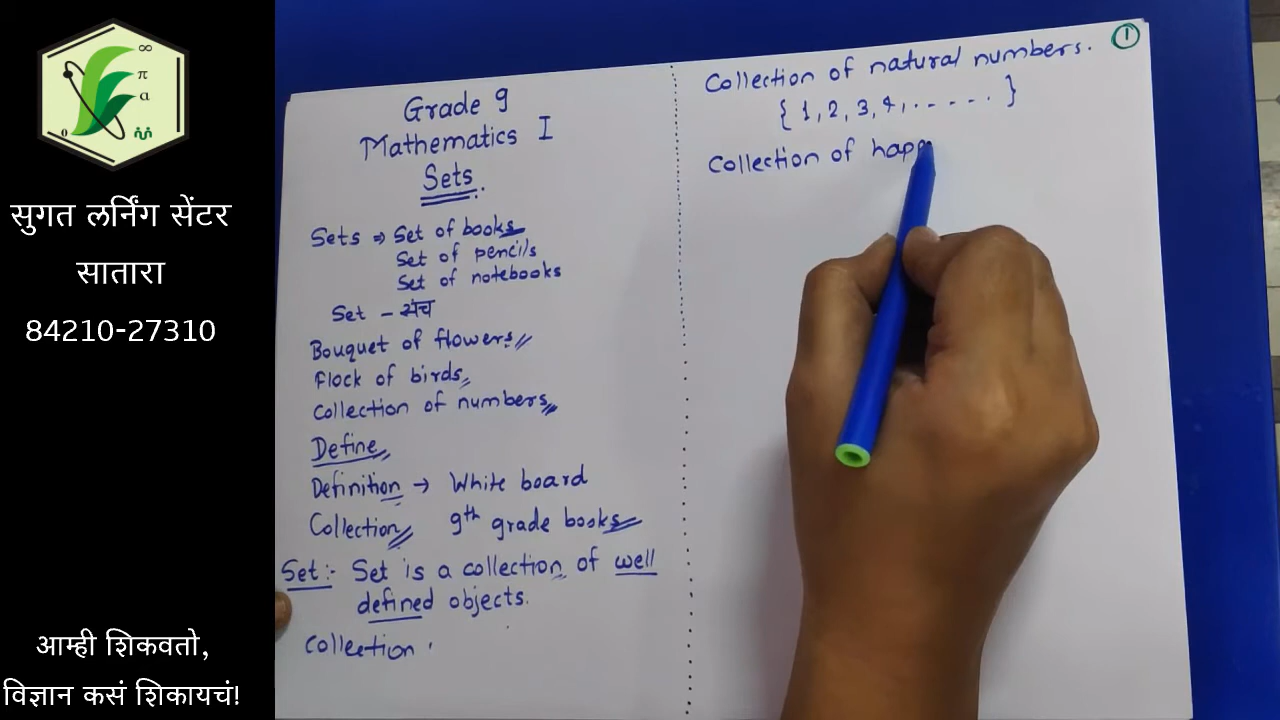 ∞
π
a
सुगत लर्निंग सेंटर
सातारा
84210-27310
आम्ही शिकवतो,
विज्ञान कसं शिकायचं!
Grade 9
Mathematics I
Sets.
Sets ⇒ Set of books
Set of pencils
Set of notebooks
Set - संच
Bouquet of flowers
Flock of birds
Collection of numbers
Define
Definition → White board
Collection 9th grade books
Set :- Set is a collection of well
defined objects.
Collection
1
Collection of natural numbers.
{ 1, 2, 3, 4, ..... }
Collection of happ